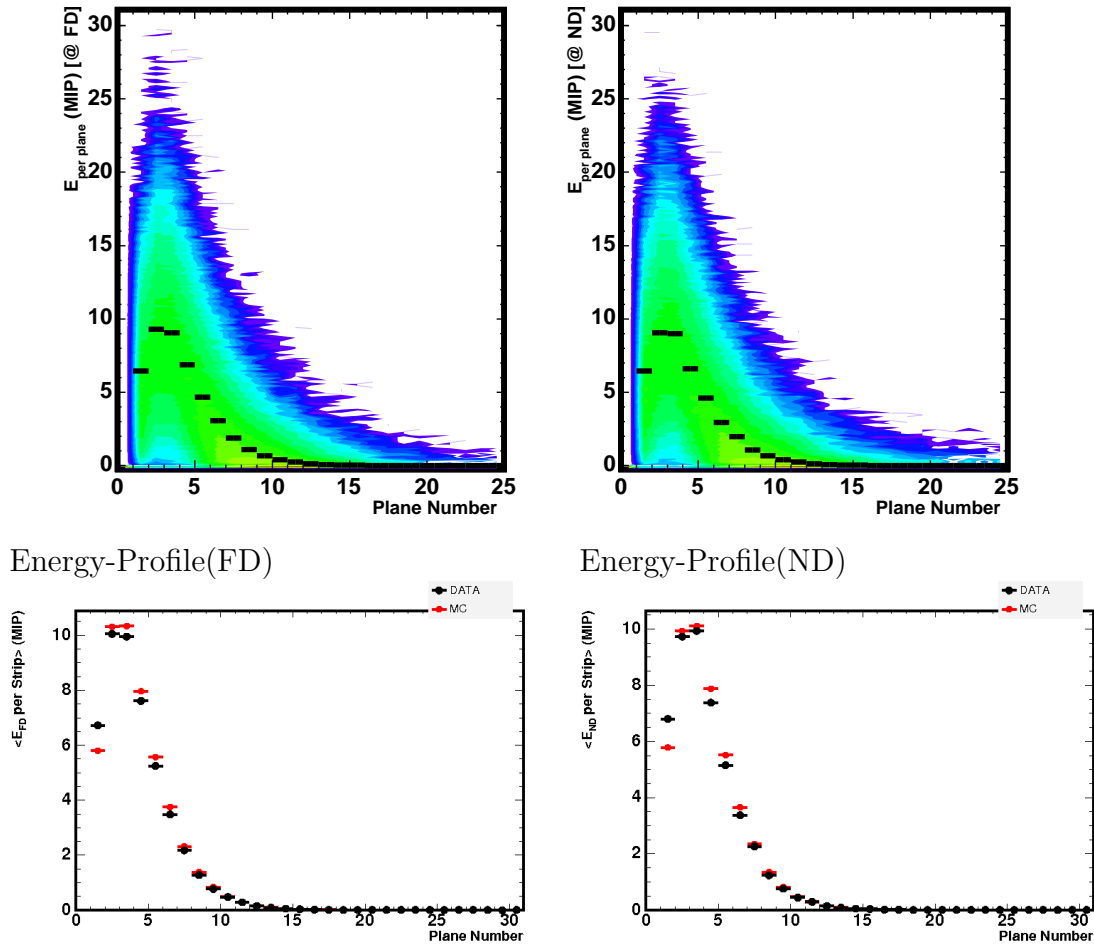 E per plane (MIP) [@ FD]
30
25
20
15
10
5
0
0 5 10 15 20 25
Plane Number
E per plane (MIP) [@ ND]
30
25
20
15
10
5
0
0 5 10 15 20 25
Plane Number
Energy-Profile(FD)
Energy-Profile(ND)
DATA
MC
<E FD per Strip> (MIP)
10
8
6
4
2
0
0 5 10 15 20 25 30
Plane Number
DATA
MC
<E ND per Strip> (MIP)
10
8
6
4
2
0
0 5 10 15 20 25 30
Plane Number